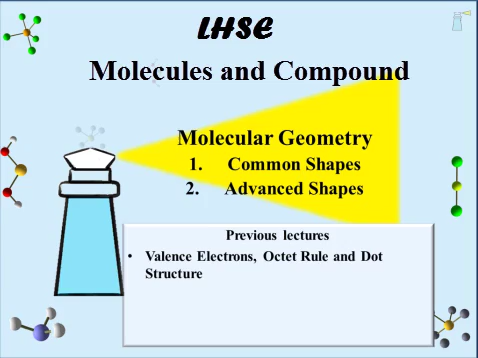 LHSE
Molecules and Compound
Molecular Geometry
1. Common Shapes
2. Advanced Shapes
Previous lectures
• Valence Electrons, Octet Rule and Dot
Structure